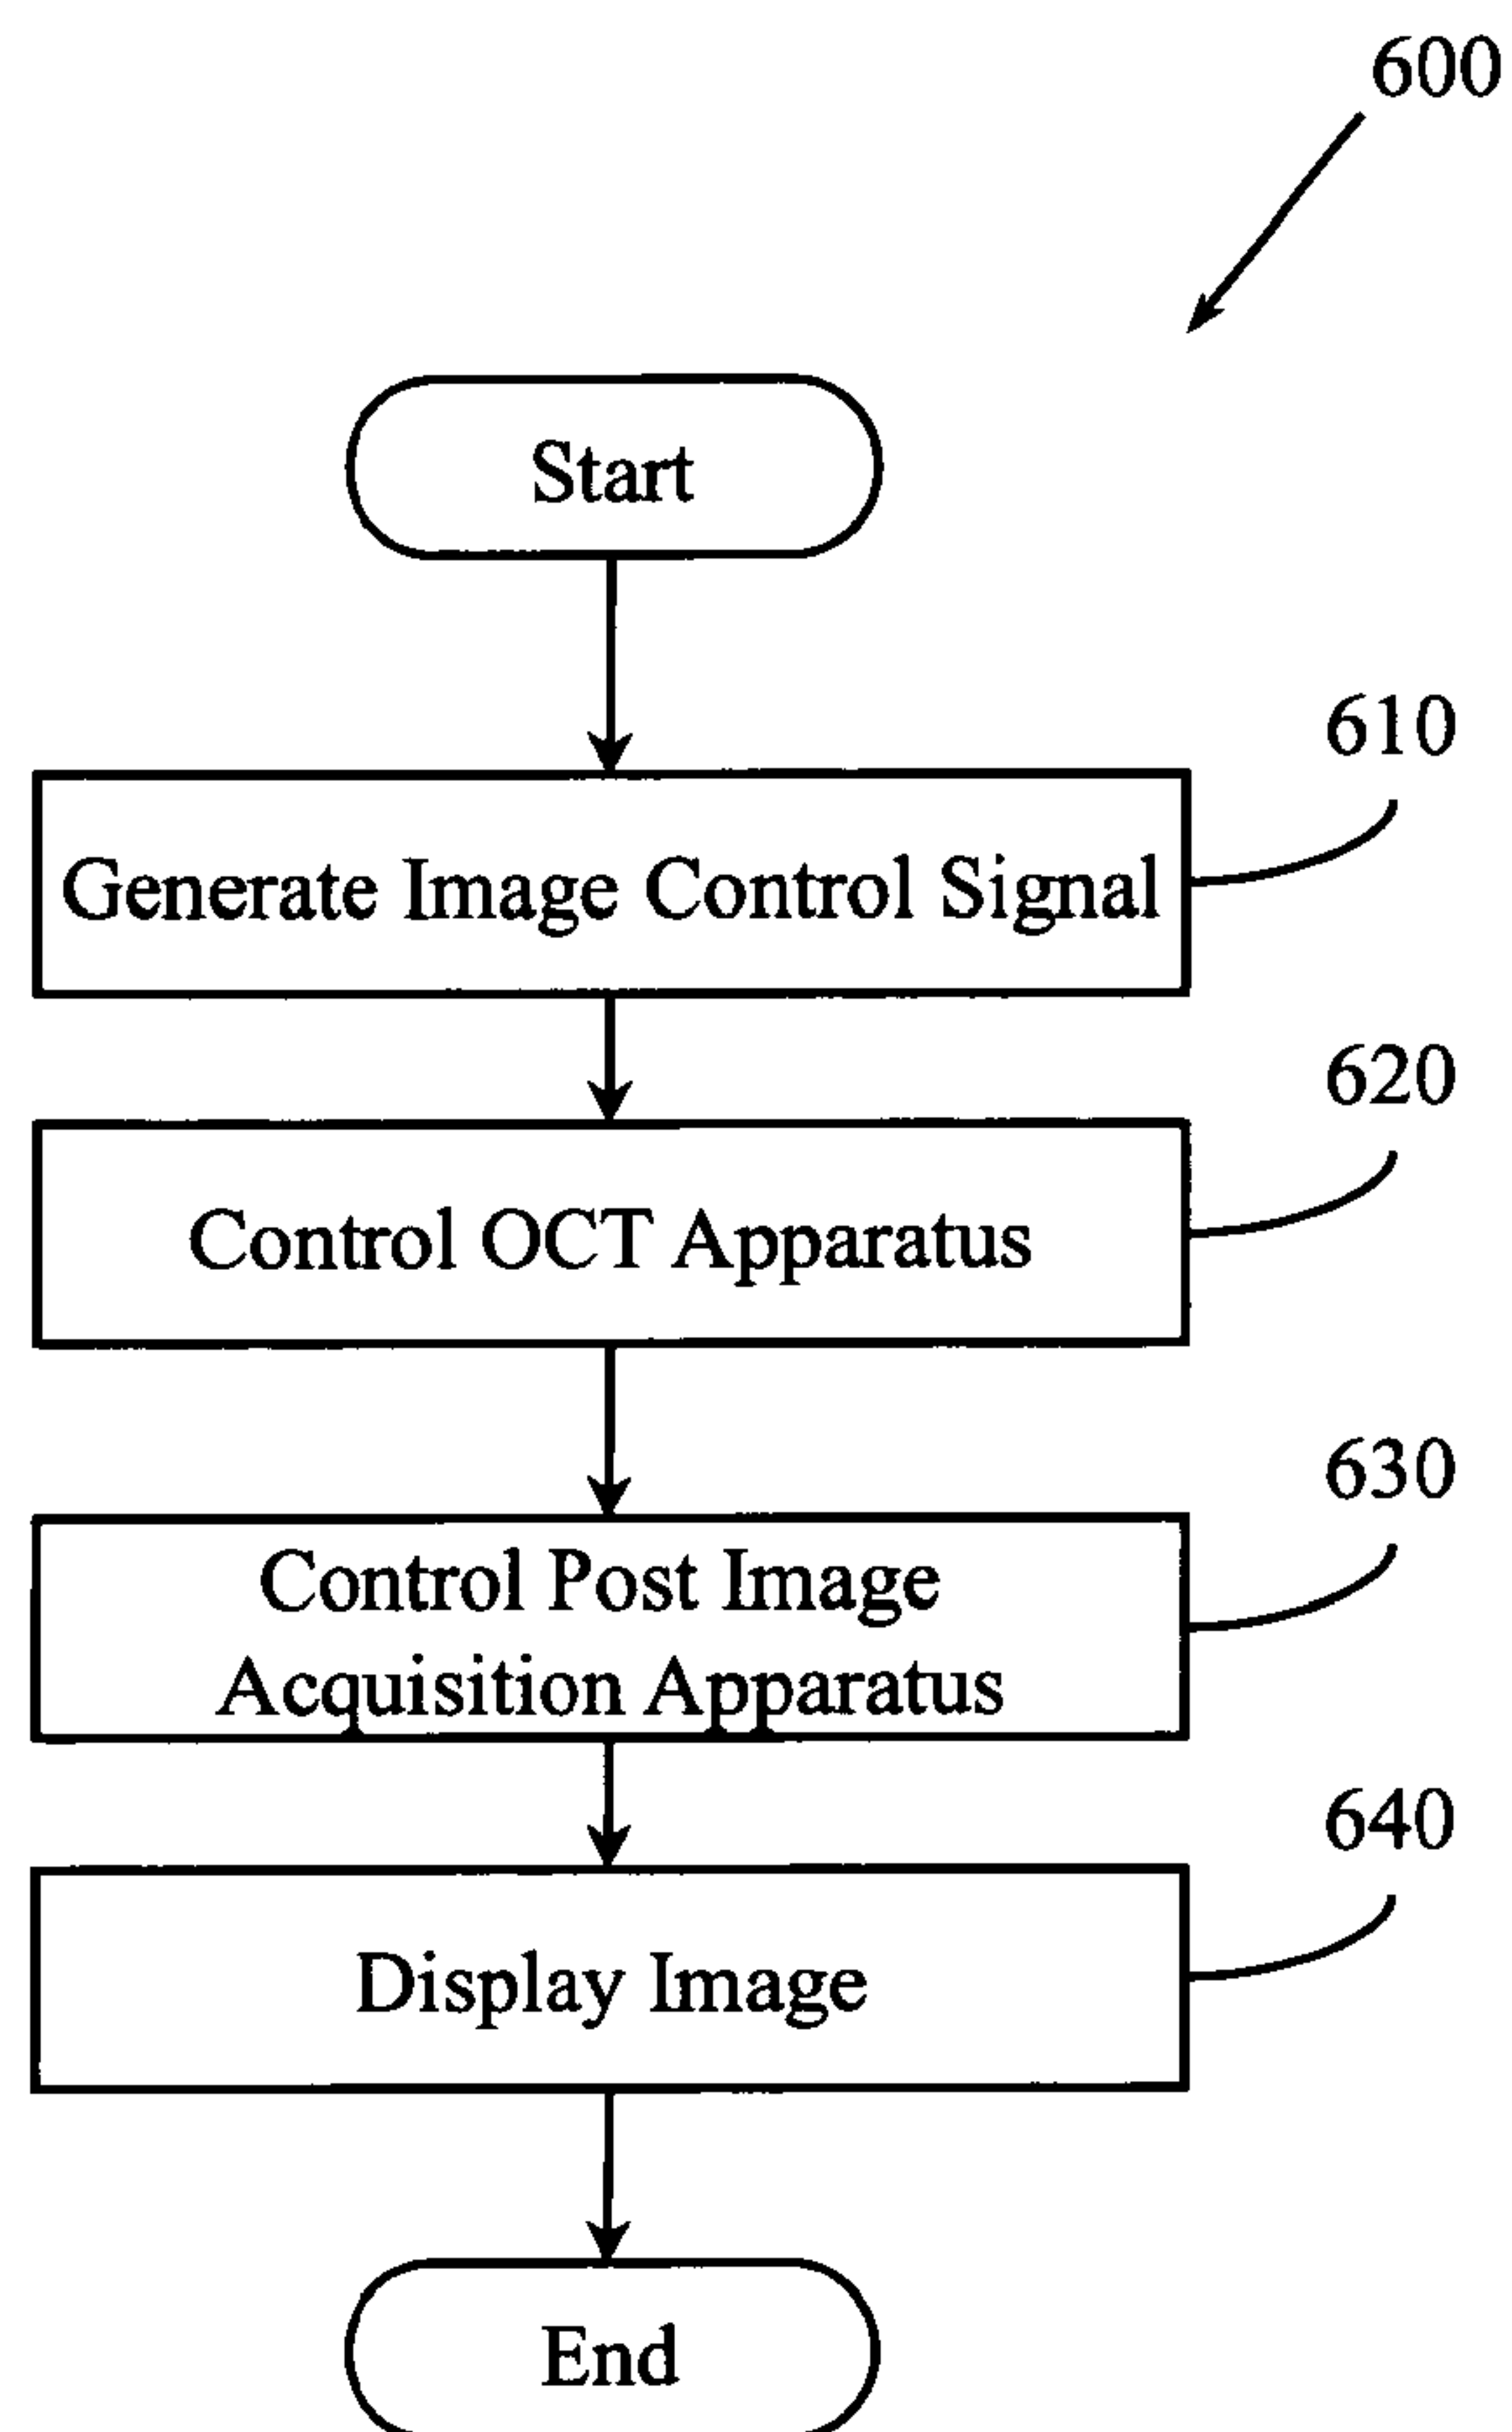 600
Start
610
Generate Image Control Signal
620
Control OCT Apparatus
630
Control Post Image
Acquisition Apparatus
640
Display Image
End